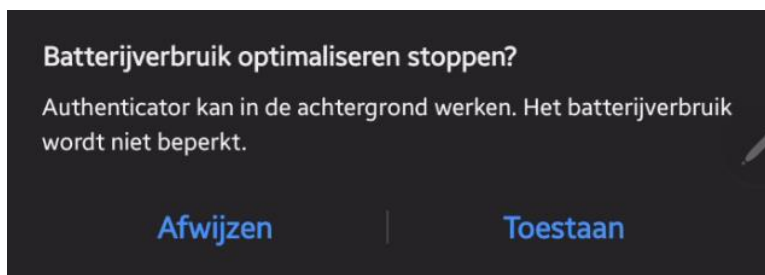 Batterijverbruik optimaliseren stoppen?
Authenticator kan in de achtergrond werken. Het batterijverbruik
wordt niet beperkt.
Afwijzen
Toestaan